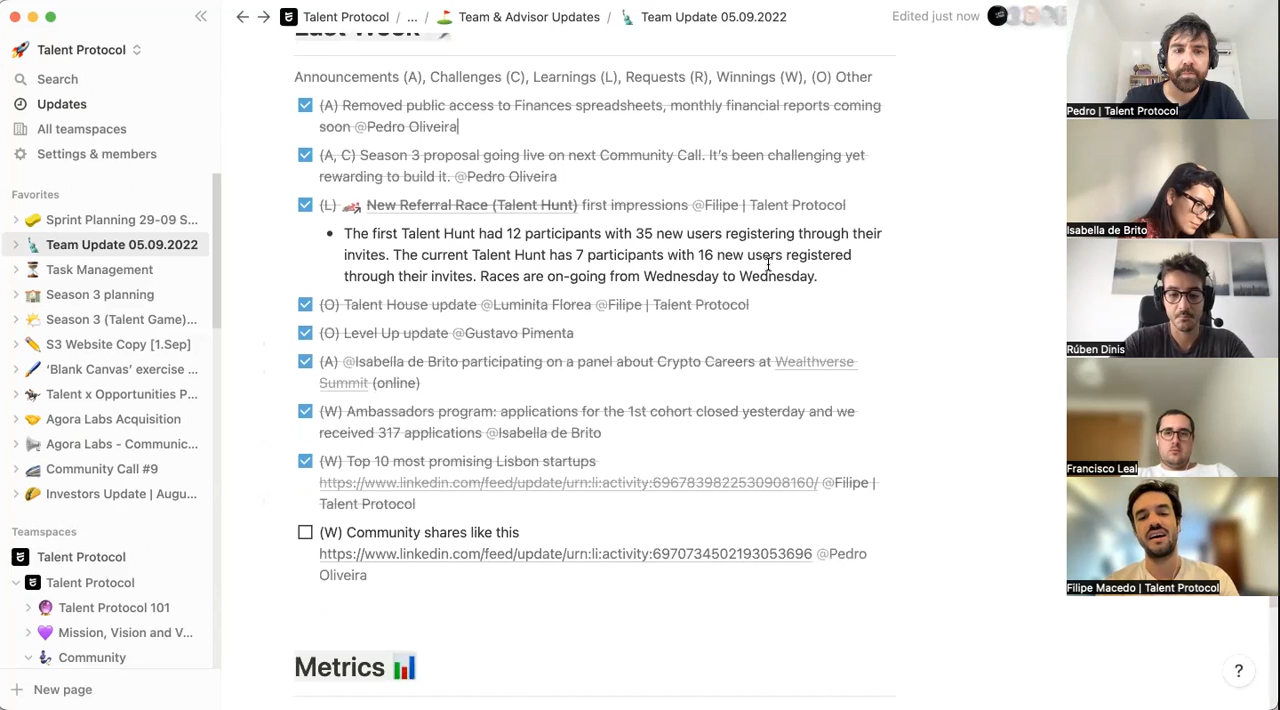 Talent Protocol / ... / Team & Advisor Updates / Team Update 05.09.2022
Edited just now
Talent Protocol
Search
Updates
All teamspaces
Settings & members
Favorites
Sprint Planning 29-09 S...
Team Update 05.09.2022
Task Management
Season 3 planning
Season 3 (Talent Game)...
S3 Website Copy [1.Sep]
‘Blank Canvas’ exercise ...
Talent x Opportunities P...
Agora Labs Acquisition
Agora Labs - Communic...
Community Call #9
Investors Update | Augu...
Teamspaces
Talent Protocol
Talent Protocol
Talent Protocol 101
Mission, Vision and V...
Community
New page
Last Week
Announcements (A), Challenges (C), Learnings (L), Requests (R), Winnings (W), (O) Other
(A) Removed public access to Finances spreadsheets, monthly financial reports coming
soon @Pedro Oliveira
(A, C) Season 3 proposal going live on next Community Call. It’s been challenging yet
rewarding to build it. @Pedro Oliveira
(L) New Referral Race (Talent Hunt) first impressions @Filipe | Talent Protocol
The first Talent Hunt had 12 participants with 35 new users registering through their
invites. The current Talent Hunt has 7 participants with 16 new users registered
through their invites. Races are on-going from Wednesday to Wednesday.
(O) Talent House update @Luminita Florea @Filipe | Talent Protocol
(O) Level Up update @Gustavo Pimenta
(A) @Isabella de Brito participating on a panel about Crypto Careers at Wealthverse
Summit (online)
(W) Ambassadors program: applications for the 1st cohort closed yesterday and we
received 317 applications @Isabella de Brito
(W) Top 10 most promising Lisbon startups
https://www.linkedin.com/feed/update/urn:li:activity:6967839822530908160/ @Filipe |
Talent Protocol
(W) Community shares like this
https://www.linkedin.com/feed/update/urn:li:activity:6970734502193053696 @Pedro
Oliveira
Metrics
?
Pedro | Talent Protocol
Isabella de Brito
Rúben Dinis
Francisco Leal
Filipe Macedo | Talent Protocol